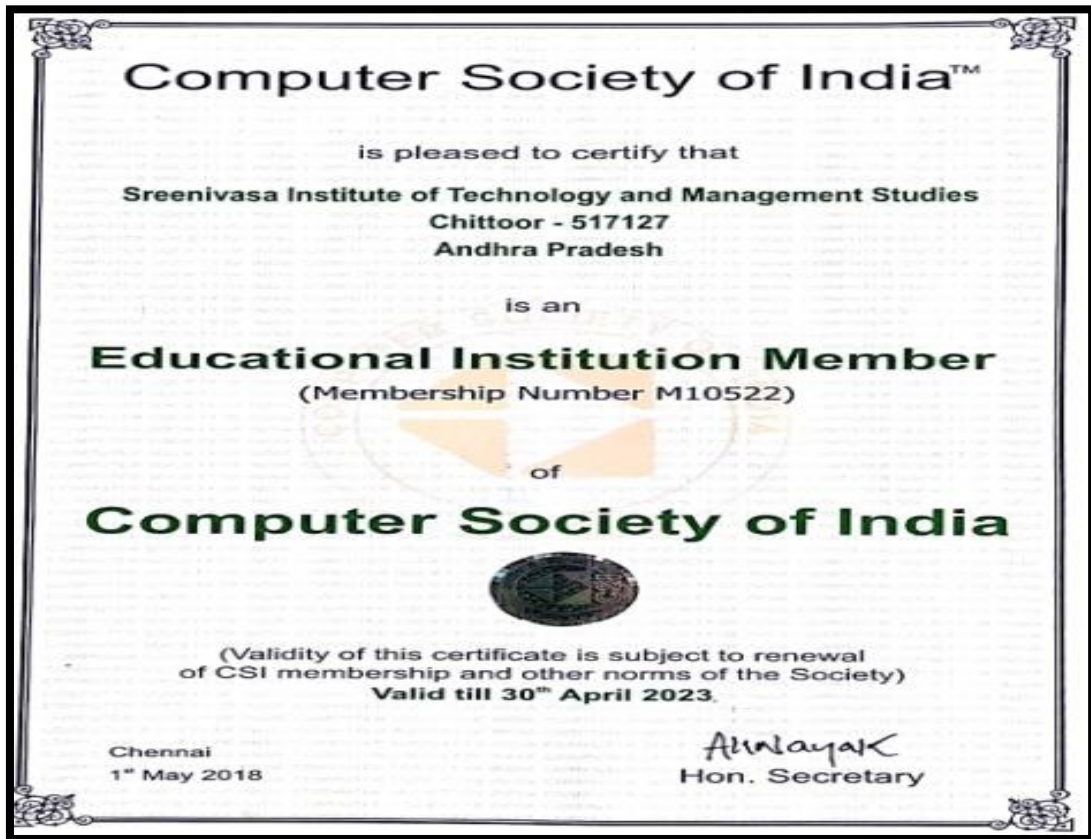 Computer Society of India™
is pleased to certify that
Sreenivasa Institute of Technology and Management Studies
Chittoor - 517127
Andhra Pradesh
is an
Educational Institution Member
(Membership Number M10522)
of
Computer Society of India
(Validity of this certificate is subject to renewal
of CSI membership and other norms of the Society)
Valid till 30th April 2023.
Chennai
1st May 2018
Hon. Secretary